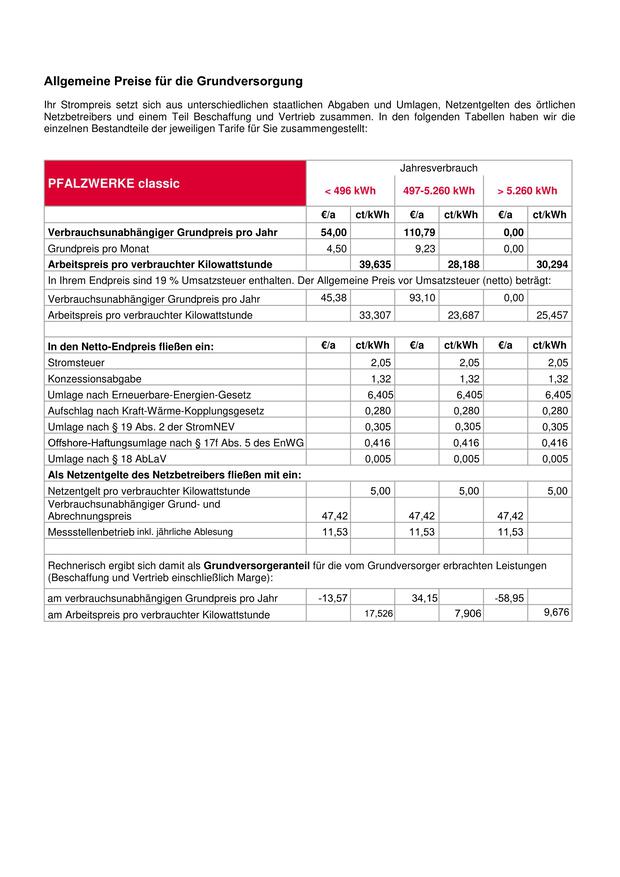 Allgemeine Preise für die Grundversorgung
Ihr Strompreis setzt sich aus unterschiedlichen staatlichen Abgaben und Umlagen, Netzentgelten des örtlichen
Netzbetreibers und einem Teil Beschaffung und Vertrieb zusammen. In den folgenden Tabellen haben wir die
einzelnen Bestandteile der jeweiligen Tarife für Sie zusammengestellt:
PFALZWERKE classic
Jahresverbrauch
< 496 kWh 497-5.260 kWh > 5.260 kWh
€/a ct/kWh €/a ct/kWh €/a ct/kWh
Verbrauchsunabhängiger Grundpreis pro Jahr 54,00 110,79 0,00
Grundpreis pro Monat 4,50 9,23 0,00
Arbeitspreis pro verbrauchter Kilowattstunde 39,635 28,188 30,294
In Ihrem Endpreis sind 19 % Umsatzsteuer enthalten. Der Allgemeine Preis vor Umsatzsteuer (netto) beträgt:
Verbrauchsunabhängiger Grundpreis pro Jahr 45,38 93,10 0,00
Arbeitspreis pro verbrauchter Kilowattstunde 33,307 23,687 25,457
In den Netto-Endpreis fließen ein: €/a ct/kWh €/a ct/kWh €/a ct/kWh
Stromsteuer 2,05 2,05 2,05
Konzessionsabgabe 1,32 1,32 1,32
Umlage nach Erneuerbare-Energien-Gesetz 6,405 6,405 6,405
Aufschlag nach Kraft-Wärme-Kopplungsgesetz 0,280 0,280 0,280
Umlage nach § 19 Abs. 2 der StromNEV 0,305 0,305 0,305
Offshore-Haftungsumlage nach § 17f Abs. 5 des EnWG 0,416 0,416 0,416
Umlage nach § 18 AbLaV 0,005 0,005 0,005
Als Netzentgelte des Netzbetreibers fließen mit ein:
Netzentgelt pro verbrauchter Kilowattstunde 5,00 5,00 5,00
Verbrauchsunabhängiger Grund- und
Abrechnungspreis 47,42 47,42 47,42
Messstellenbetrieb inkl. jährliche Ablesung 11,53 11,53 11,53
Rechnerisch ergibt sich damit als Grundversorgeranteil für die vom Grundversorger erbrachten Leistungen
(Beschaffung und Vertrieb einschließlich Marge):
am verbrauchsunabhängigen Grundpreis pro Jahr -13,57 34,15 -58,95
am Arbeitspreis pro verbrauchter Kilowattstunde 17,526 7,906 9,676